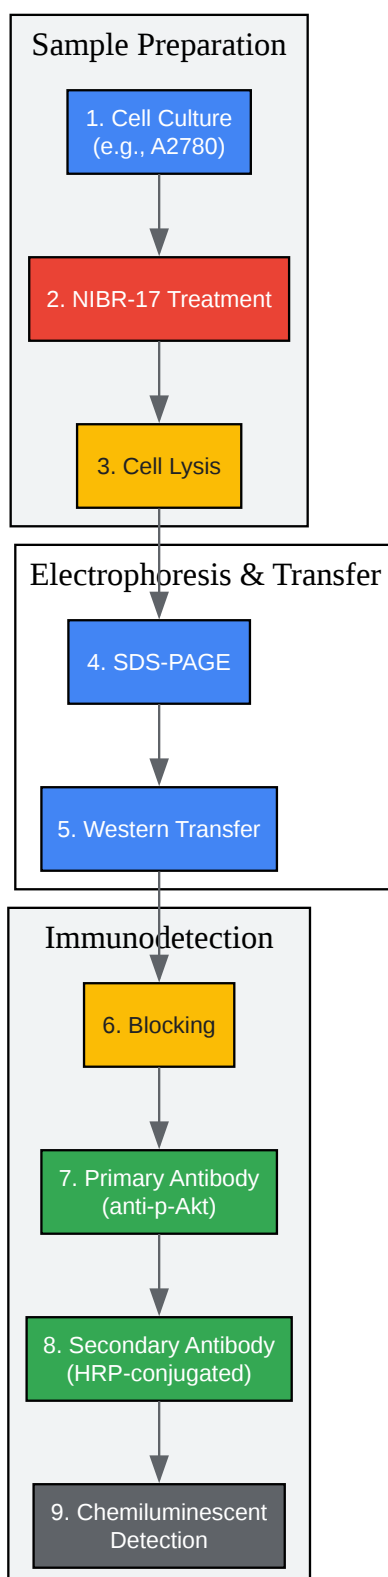 Sample Preparation
1. Cell Culture
(e.g., A2780)
2. NIBR-17 Treatment
3. Cell Lysis
Electrophoresis & Transfer
4. SDS-PAGE
5. Western Transfer
Immunodetection
6. Blocking
7. Primary Antibody
(anti-p-Akt)
8. Secondary Antibody
(HRP-conjugated)
9. Chemiluminescent
Detection